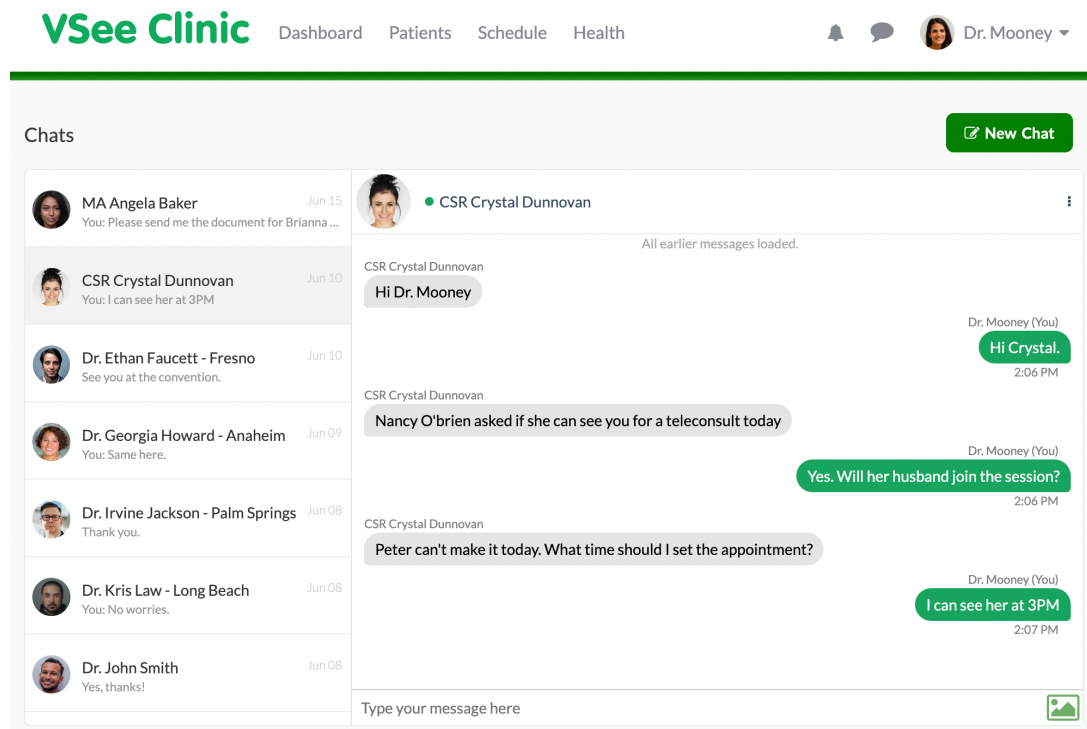 VSee Clinic
Dashboard
Patients
Schedule
Health
Dr. Mooney
Chats
New Chat
MA Angela Baker
Jun 15
You: Please send me the document for Brianna ...
CSR Crystal Dunnovan
Jun 10
You: I can see her at 3PM
Dr. Ethan Faucett - Fresno
Jun 10
See you at the convention.
Dr. Georgia Howard - Anaheim
Jun 09
You: Same here.
Dr. Irvine Jackson - Palm Springs
Jun 08
Thank you.
Dr. Kris Law - Long Beach
Jun 08
You: No worries.
Dr. John Smith
Jun 08
Yes, thanks!
CSR Crystal Dunnovan
All earlier messages loaded.
CSR Crystal Dunnovan
Hi Dr. Mooney
Dr. Mooney (You)
Hi Crystal.
2:06 PM
CSR Crystal Dunnovan
Nancy O'brien asked if she can see you for a teleconsult today
Dr. Mooney (You)
Yes. Will her husband join the session?
2:06 PM
CSR Crystal Dunnovan
Peter can't make it today. What time should I set the appointment?
Dr. Mooney (You)
I can see her at 3PM
2:07 PM
Type your message here